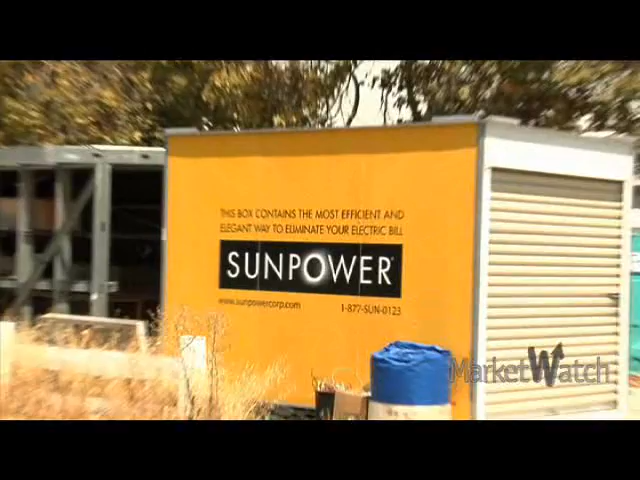 THIS BOX CONTAINS THE MOST EFFICIENT AND
ELEGANT WAY TO ELIMINATE YOUR ELECTRIC BILL
SUNPOWER
www.sunpowercorp.com 1-877-SUN-0123
MarketWatch